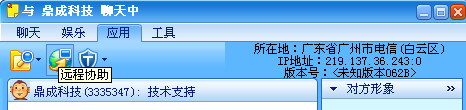 与 鼎成科技 聊天中
聊天 娱乐 应用 工具
所在地：广东省广州市电信(白云区)
IP地址：219.137.36.243:0
版本号：<未知版本062B>
远程协助
鼎成科技(3335347)：技术支持
对方形象